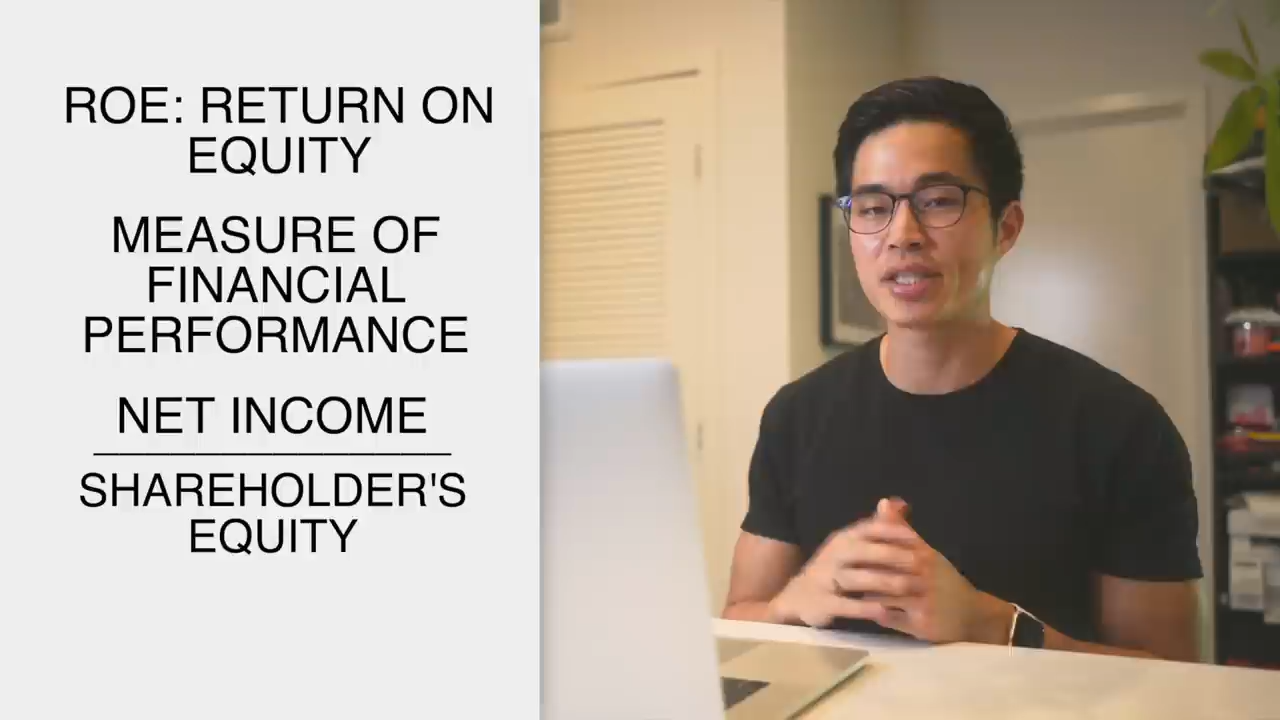 ROE: RETURN ON
EQUITY
MEASURE OF
FINANCIAL
PERFORMANCE
NET INCOME
SHAREHOLDER'S
EQUITY